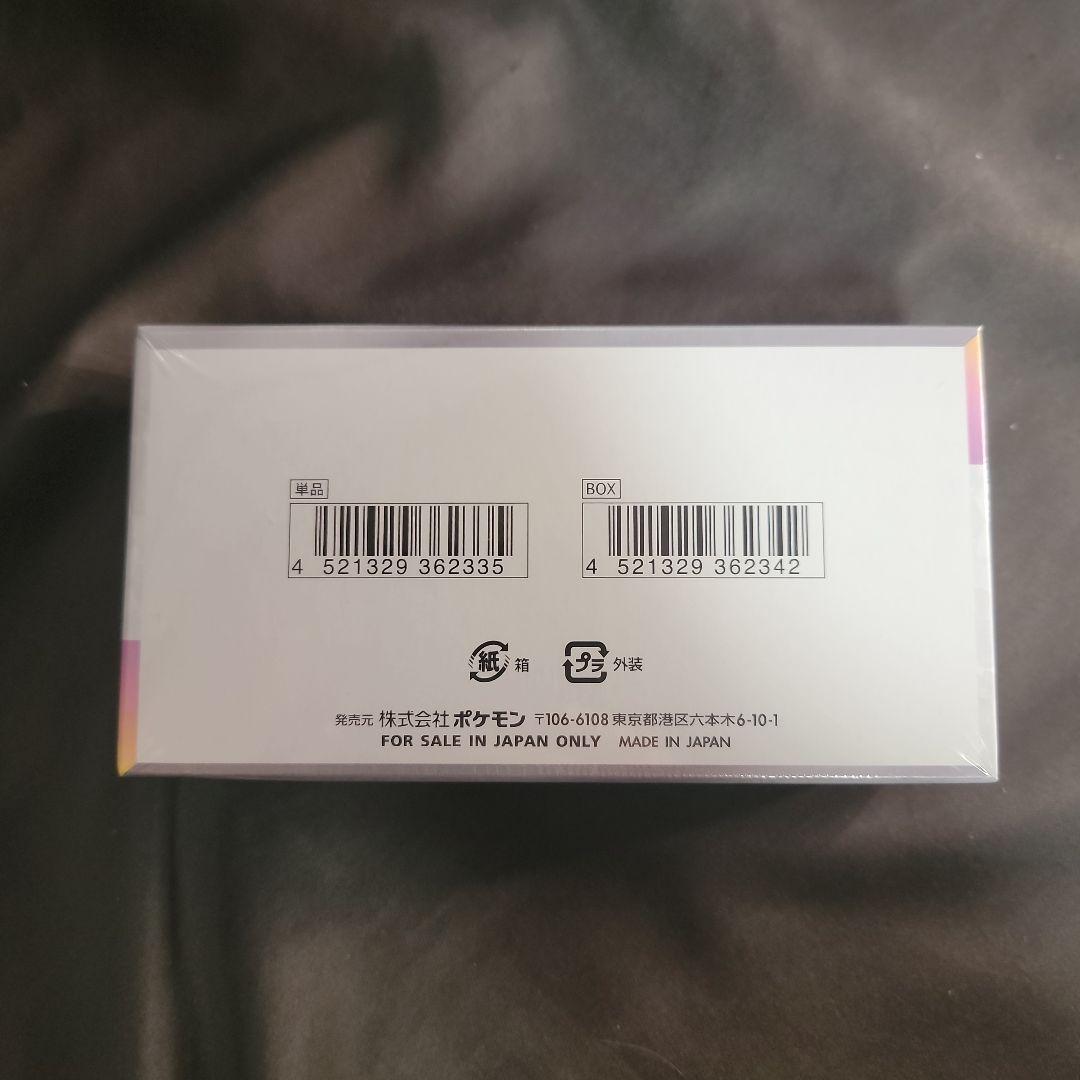 単品
4 521329 362335
BOX
4 521329 362342
紙 箱
プラ 外装
発売元 株式会社ポケモン 〒106-6108 東京都港区六本木6-10-1
FOR SALE IN JAPAN ONLY MADE IN JAPAN